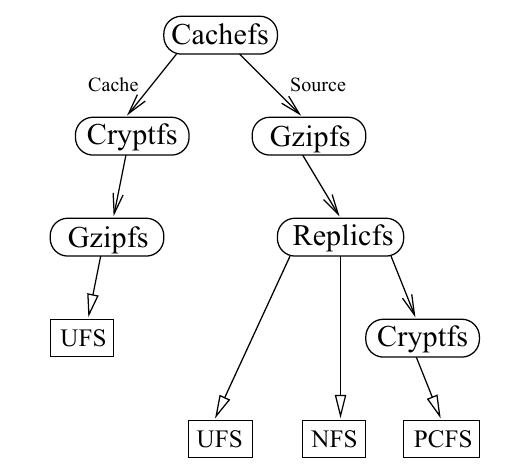 Cachefs
Cache
Source
Cryptfs
Gzipfs
Gzipfs
Replicfs
UFS
Cryptfs
UFS
NFS
PCFS